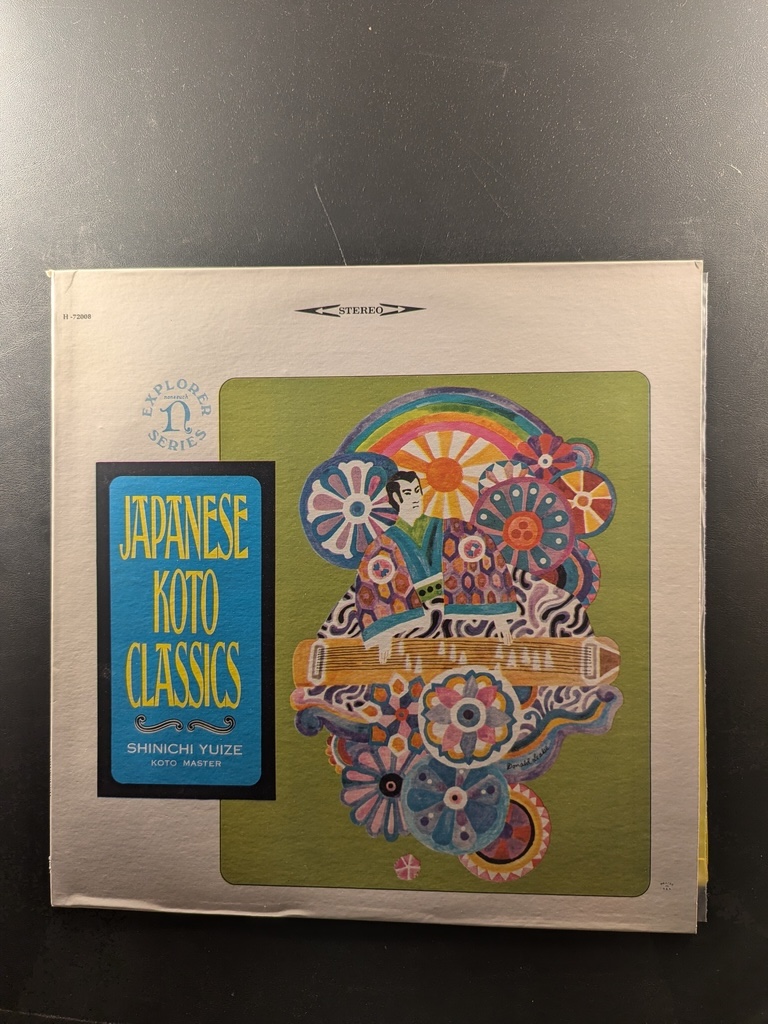 STEREO
H-72008
EXPLORER
nonesuch
n
SERIES
JAPANESE
KOTO
CLASSICS
SHINICHI YUIZE
KOTO MASTER